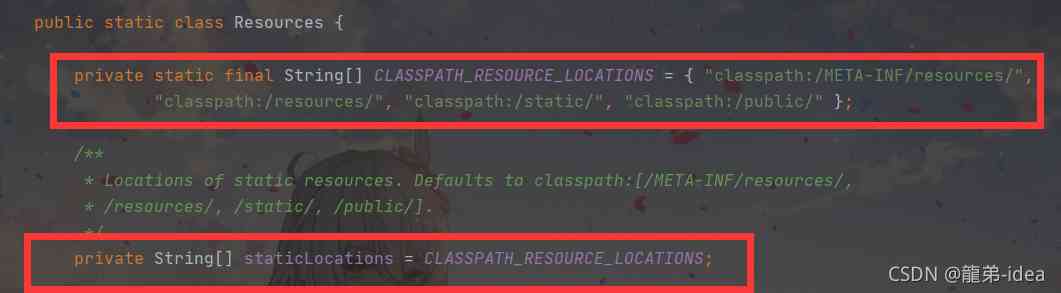 public static class Resources {
private static final String[] CLASSPATH_RESOURCE_LOCATIONS = { "classpath:/META-INF/resources/",
"classpath:/resources/", "classpath:/static/", "classpath:/public/" };
/**
* Locations of static resources. Defaults to classpath:[/META-INF/resources/,
* /resources/, /static/, /public/].
*/
private String[] staticLocations = CLASSPATH_RESOURCE_LOCATIONS;
CSDN @龍弟-idea